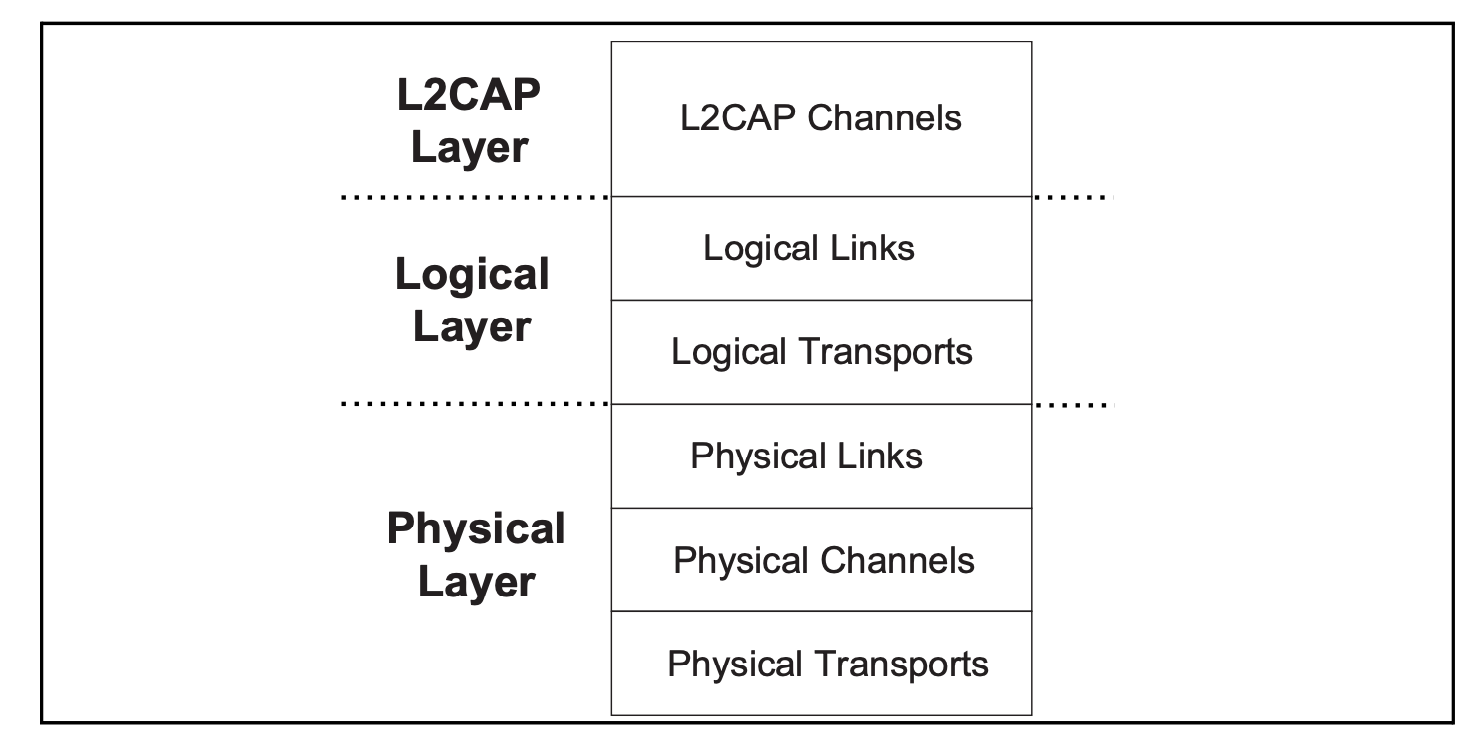 L2CAP
Layer
L2CAP Channels
Logical
Layer
Logical Links
Logical Transports
Physical
Layer
Physical Links
Physical Channels
Physical Transports